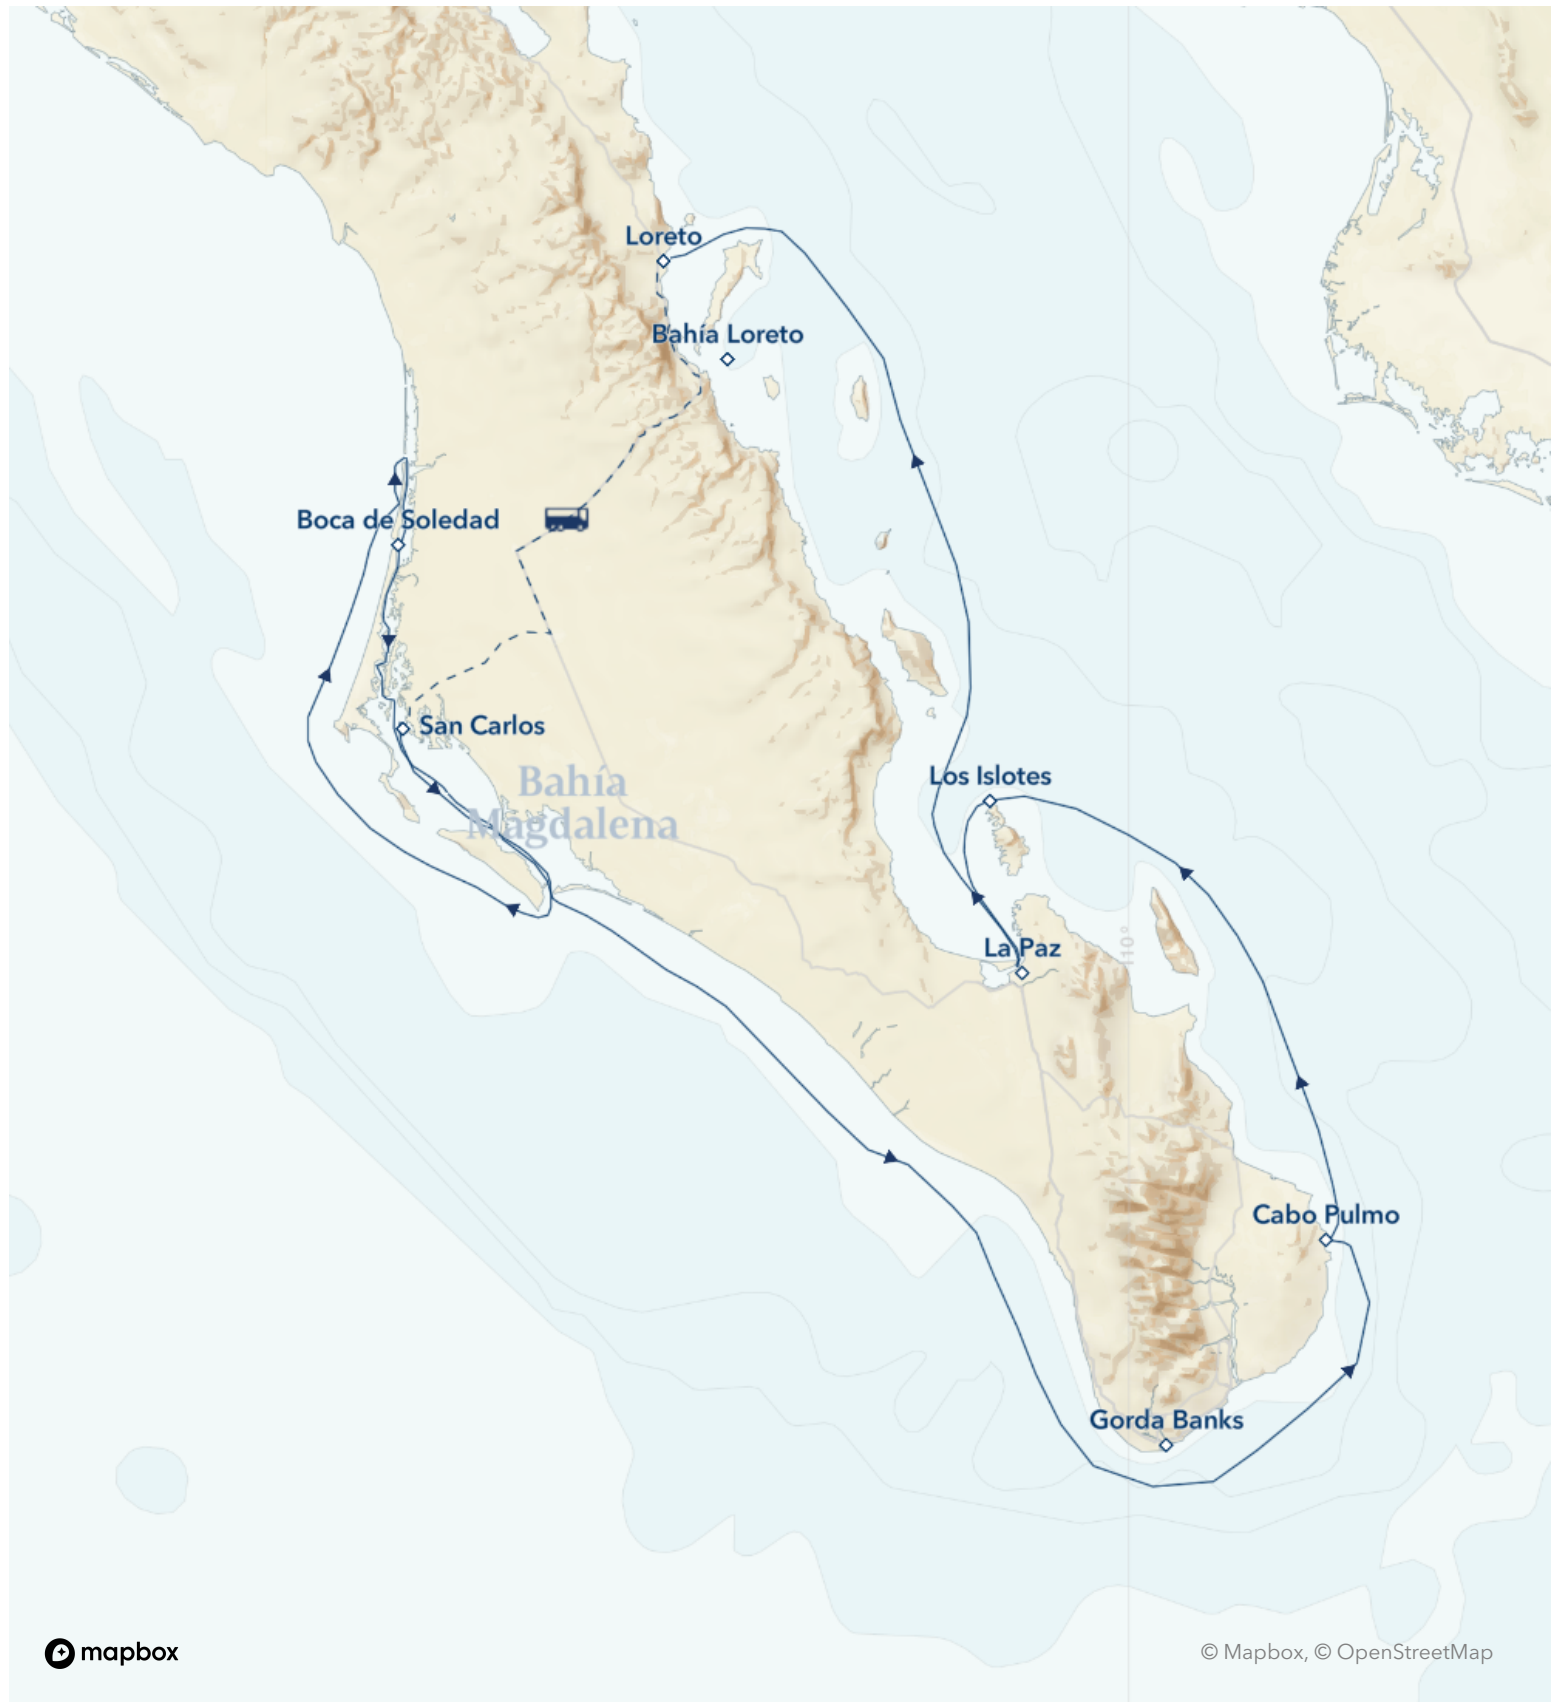 Loreto
Bahía Loreto
Boca de Soledad
San Carlos
Bahía
Magdalena
Los Islotes
La Paz
110°
Cabo Pulmo
Gorda Banks
mapbox
© Mapbox, © OpenStreetMap